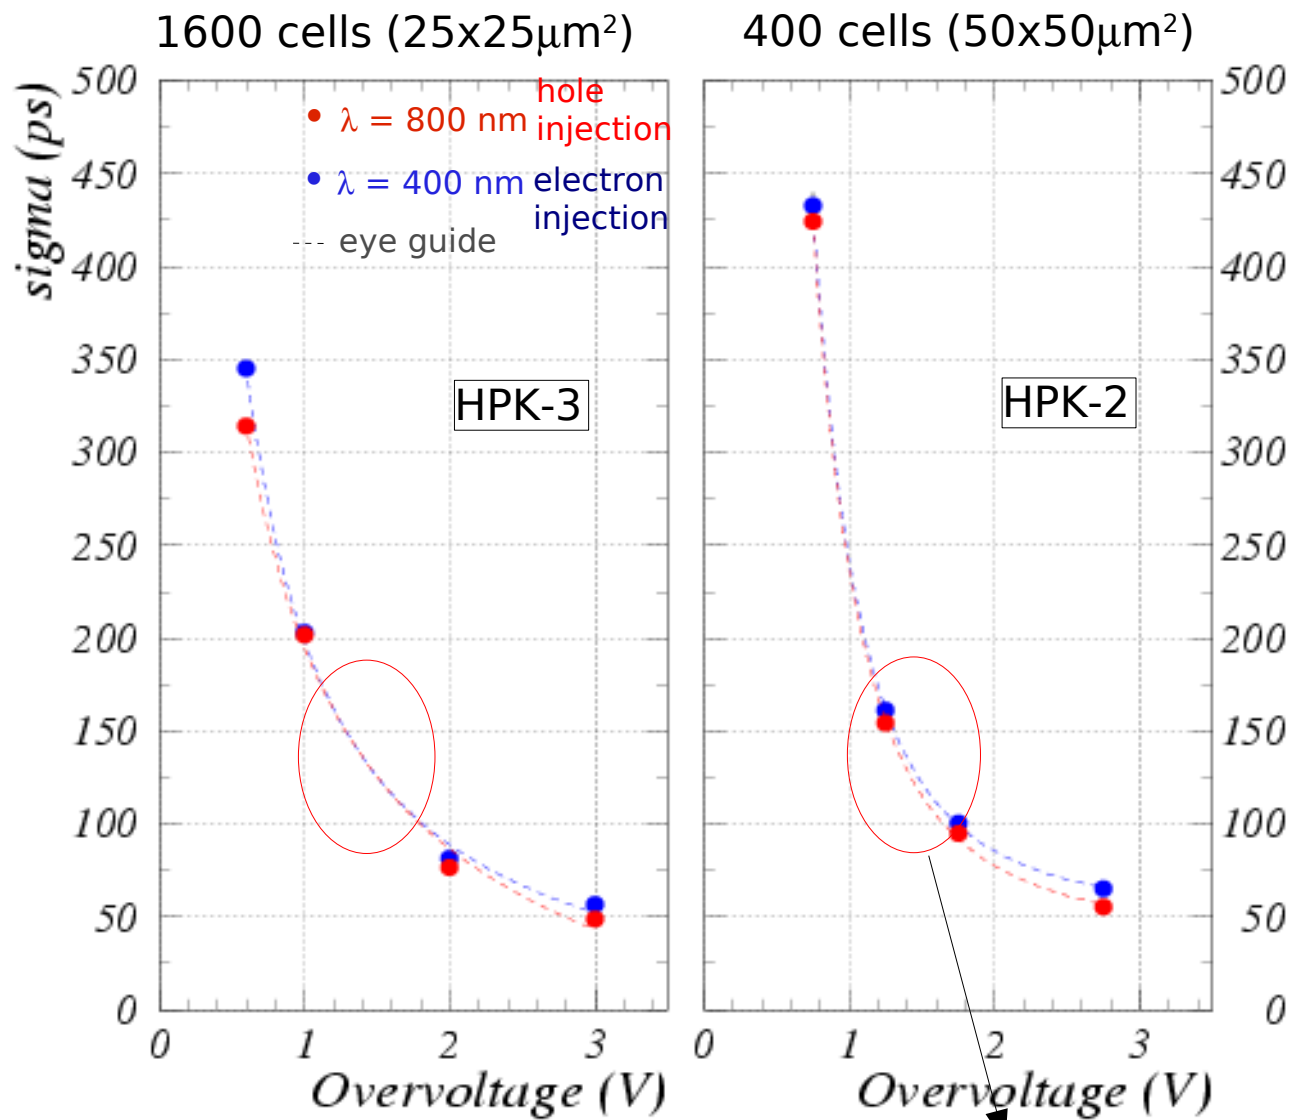 1600 cells (25x25μm²)
400 cells (50x50μm²)
sigma (ps)
500
450
400
350
300
250
200
150
100
50
0
λ = 800 nm
hole
injection
λ = 400 nm
electron
injection
--- eye guide
HPK-3
HPK-2
500
450
400
350
300
250
200
150
100
50
0
0 1 2 3
0 1 2 3
Overvoltage (V)
Overvoltage (V)